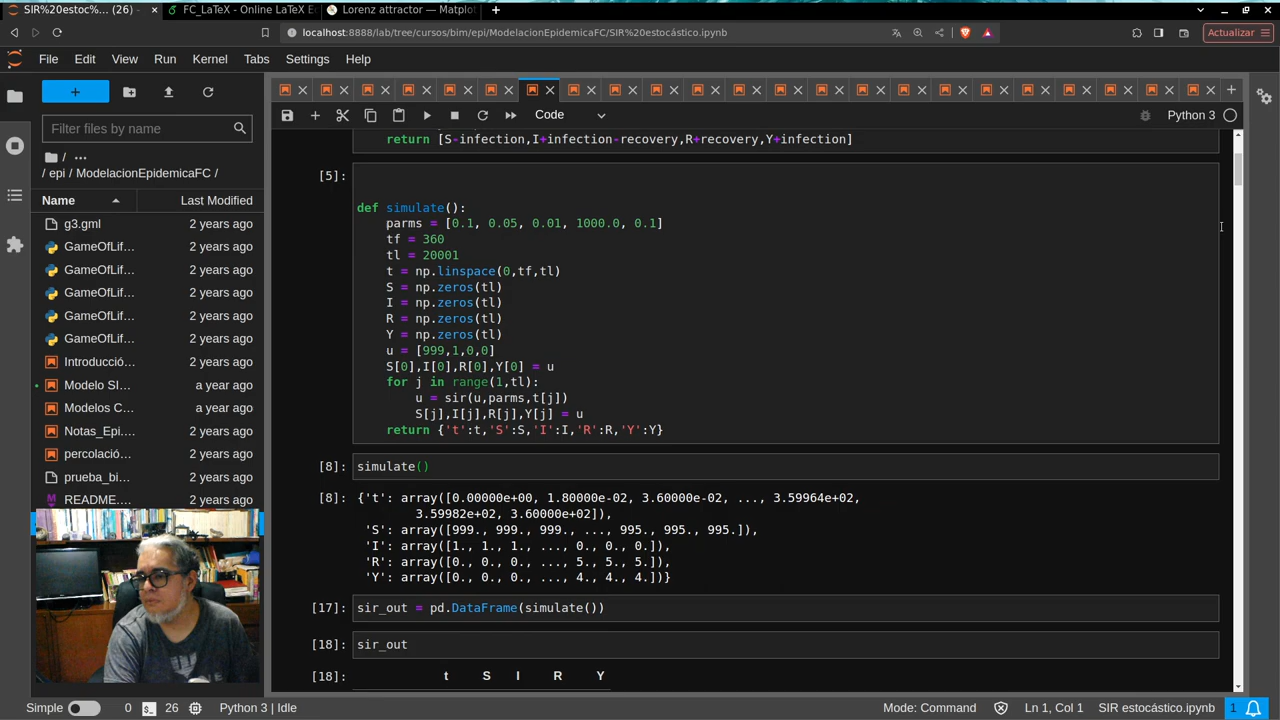 SIR%20estoc%... (26) - FC_LaTeX - Online LaTeX E Lorenz attractor — Matpl
localhost:8888/lab/tree/cursos/bim/epi/ModelacionEpidemicaFC/SIR%20estocástico.ipynb Actualizar
File Edit View Run Kernel Tabs Settings Help
Code Python 3
Filter files by name
/ ...
/ epi / ModelacionEpidemicaFC /
Name Last Modified
g3.gml 2 years ago
GameOfLif... 2 years ago
GameOfLif... 2 years ago
GameOfLif... 2 years ago
GameOfLif... 2 years ago
GameOfLif... 2 years ago
Introducció... 2 years ago
Modelo SI... a year ago
Modelos C... a year ago
Notas_Epi... 2 years ago
percolació... 2 years ago
prueba_bi... 2 years ago
README.... 2 years ago
return [S-infection,I+infection-recovery,R+recovery,Y+infection]
[5]:
def simulate():
parms = [0.1, 0.05, 0.01, 1000.0, 0.1]
tf = 360
tl = 20001
t = np.linspace(0,tf,tl)
S = np.zeros(tl)
I = np.zeros(tl)
R = np.zeros(tl)
Y = np.zeros(tl)
u = [999,1,0,0]
S[0],I[0],R[0],Y[0] = u
for j in range(1,tl):
u = sir(u,parms,t[j])
S[j],I[j],R[j],Y[j] = u
return {'t':t,'S':S,'I':I,'R':R,'Y':Y}
[8]: simulate()
[8]: {'t': array([0.00000e+00, 1.80000e-02, 3.60000e-02, ..., 3.59964e+02,
3.59982e+02, 3.60000e+02]),
'S': array([999., 999., 999., ..., 995., 995., 995.]),
'I': array([1., 1., 1., ..., 0., 0., 0.]),
'R': array([0., 0., 0., ..., 5., 5., 5.]),
'Y': array([0., 0., 0., ..., 4., 4., 4.])}
[17]: sir_out = pd.DataFrame(simulate())
[18]: sir_out
[18]: t S I R Y
Simple 0 26 Python 3 | Idle Mode: Command Ln 1, Col 1 SIR estocástico.ipynb 1